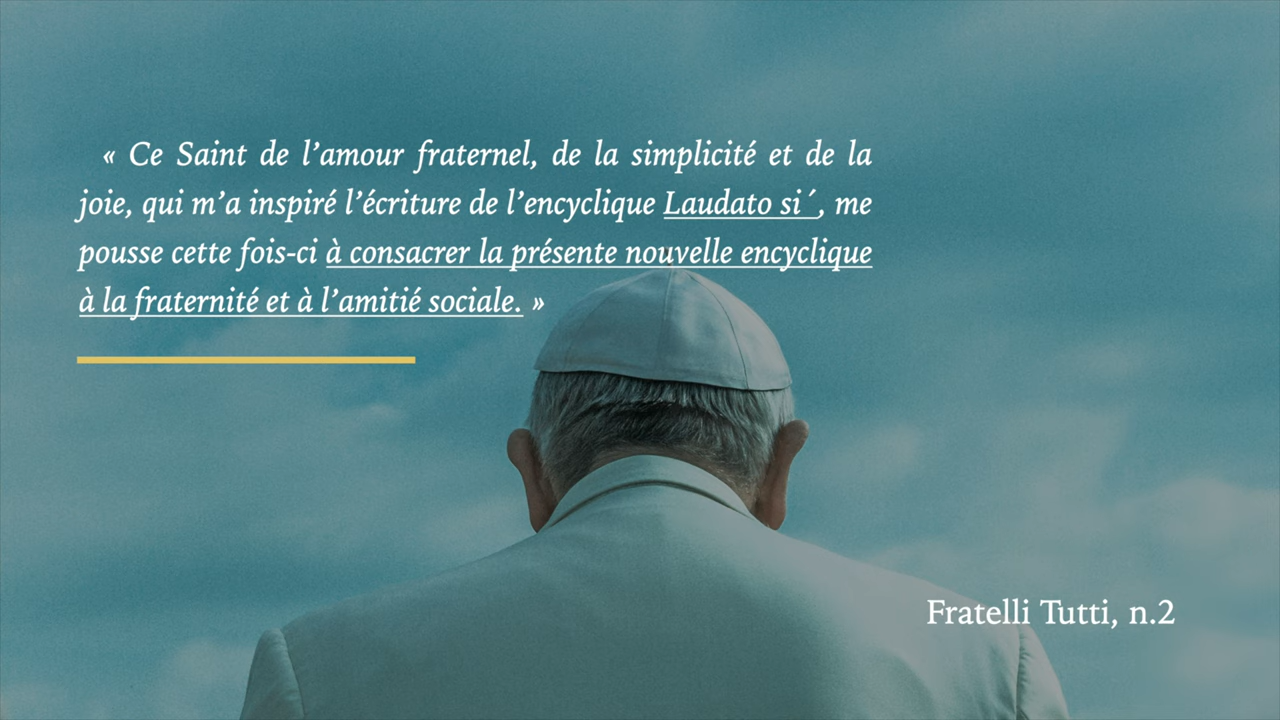 « Ce Saint de l’amour fraternel, de la simplicité et de la
joie, qui m’a inspiré l’écriture de l’encyclique Laudato si´, me
pousse cette fois-ci à consacrer la présente nouvelle encyclique
à la fraternité et à l’amitié sociale. »
Fratelli Tutti, n.2